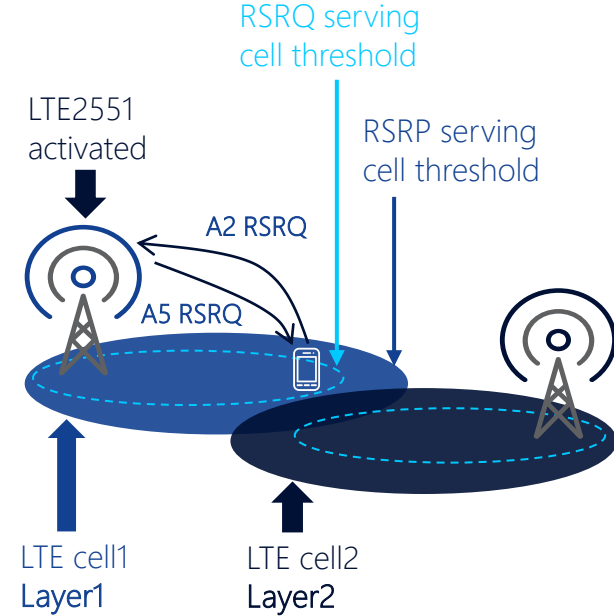 RSRQ serving
cell threshold
LTE2551
activated
RSRP serving
cell threshold
A2 RSRQ
A5 RSRQ
LTE cell1
Layer1
LTE cell2
Layer2